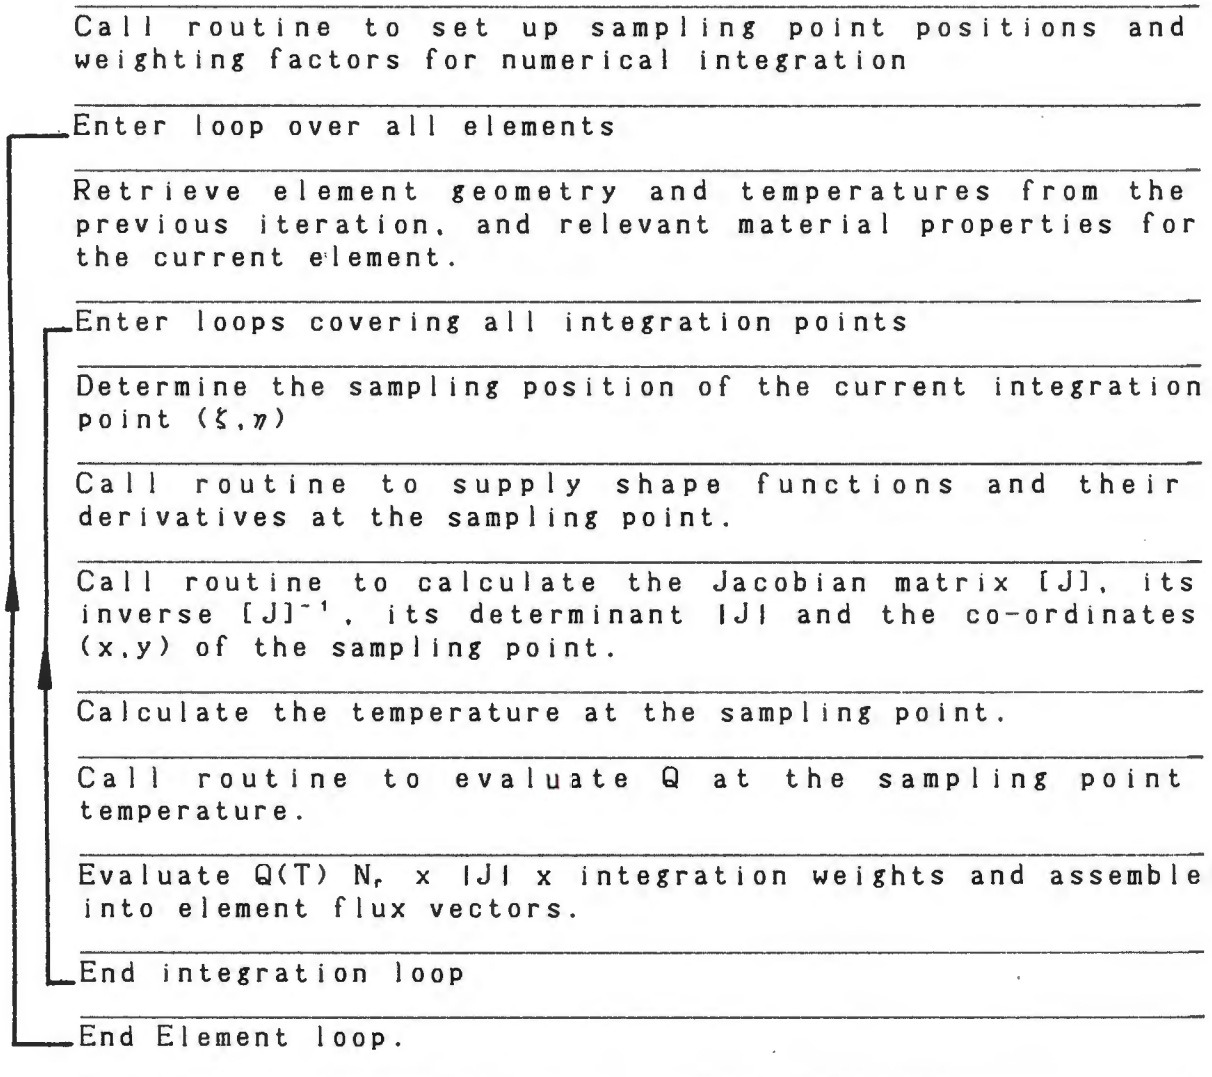 Call routine to set up sampling point positions and
weighting factors for numerical integration
Enter loop over all elements
Retrieve element geometry and temperatures from the
previous iteration, and relevant material properties for
the current element.
Enter loops covering all integration points
Determine the sampling position of the current integration
point (ζ,η)
Call routine to supply shape functions and their
derivatives at the sampling point.
Call routine to calculate the Jacobian matrix [J], its
inverse [J]⁻¹, its determinant |J| and the co-ordinates
(x,y) of the sampling point.
Calculate the temperature at the sampling point.
Call routine to evaluate Q at the sampling point
temperature.
Evaluate Q(T) Nᵣ x |J| x integration weights and assemble
into element flux vectors.
End integration loop
End Element loop.